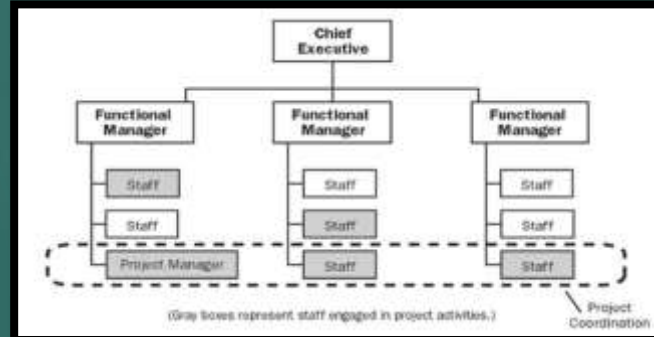 Chief
Executive
Functional
Manager
Functional
Manager
Functional
Manager
Staff
Staff
Staff
Staff
Staff
Staff
Project Manager
Staff
Staff
(Gray boxes represent staff engaged in project activities.)
Project
Coordination